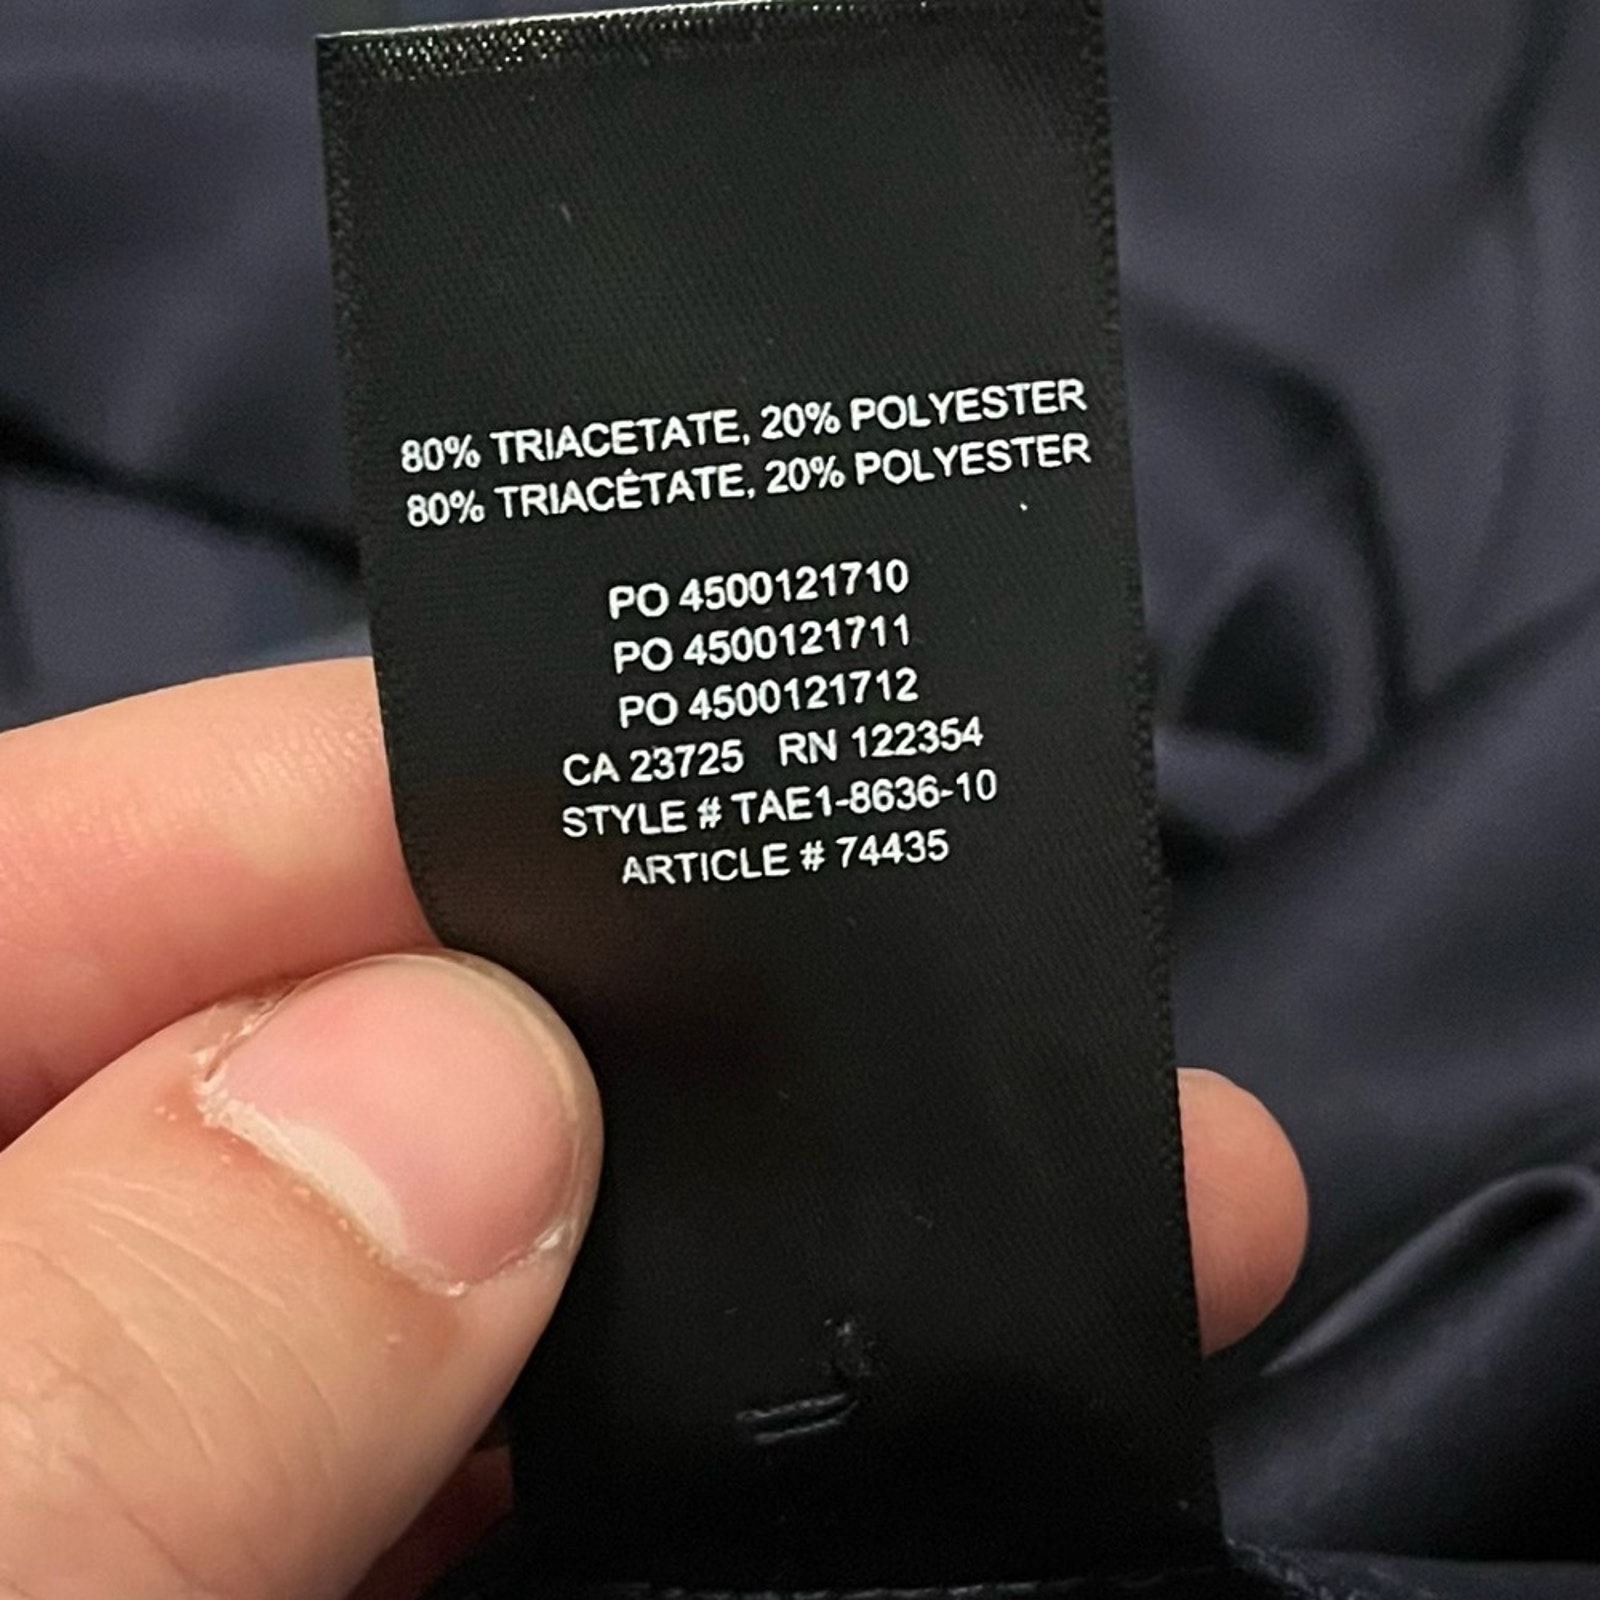 80% TRIACETATE, 20% POLYESTER
80% TRIACÉTATE, 20% POLYESTER
PO 4500121710
PO 4500121711
PO 4500121712
CA 23725 RN 122354
STYLE # TAE1-8636-10
ARTICLE # 74435